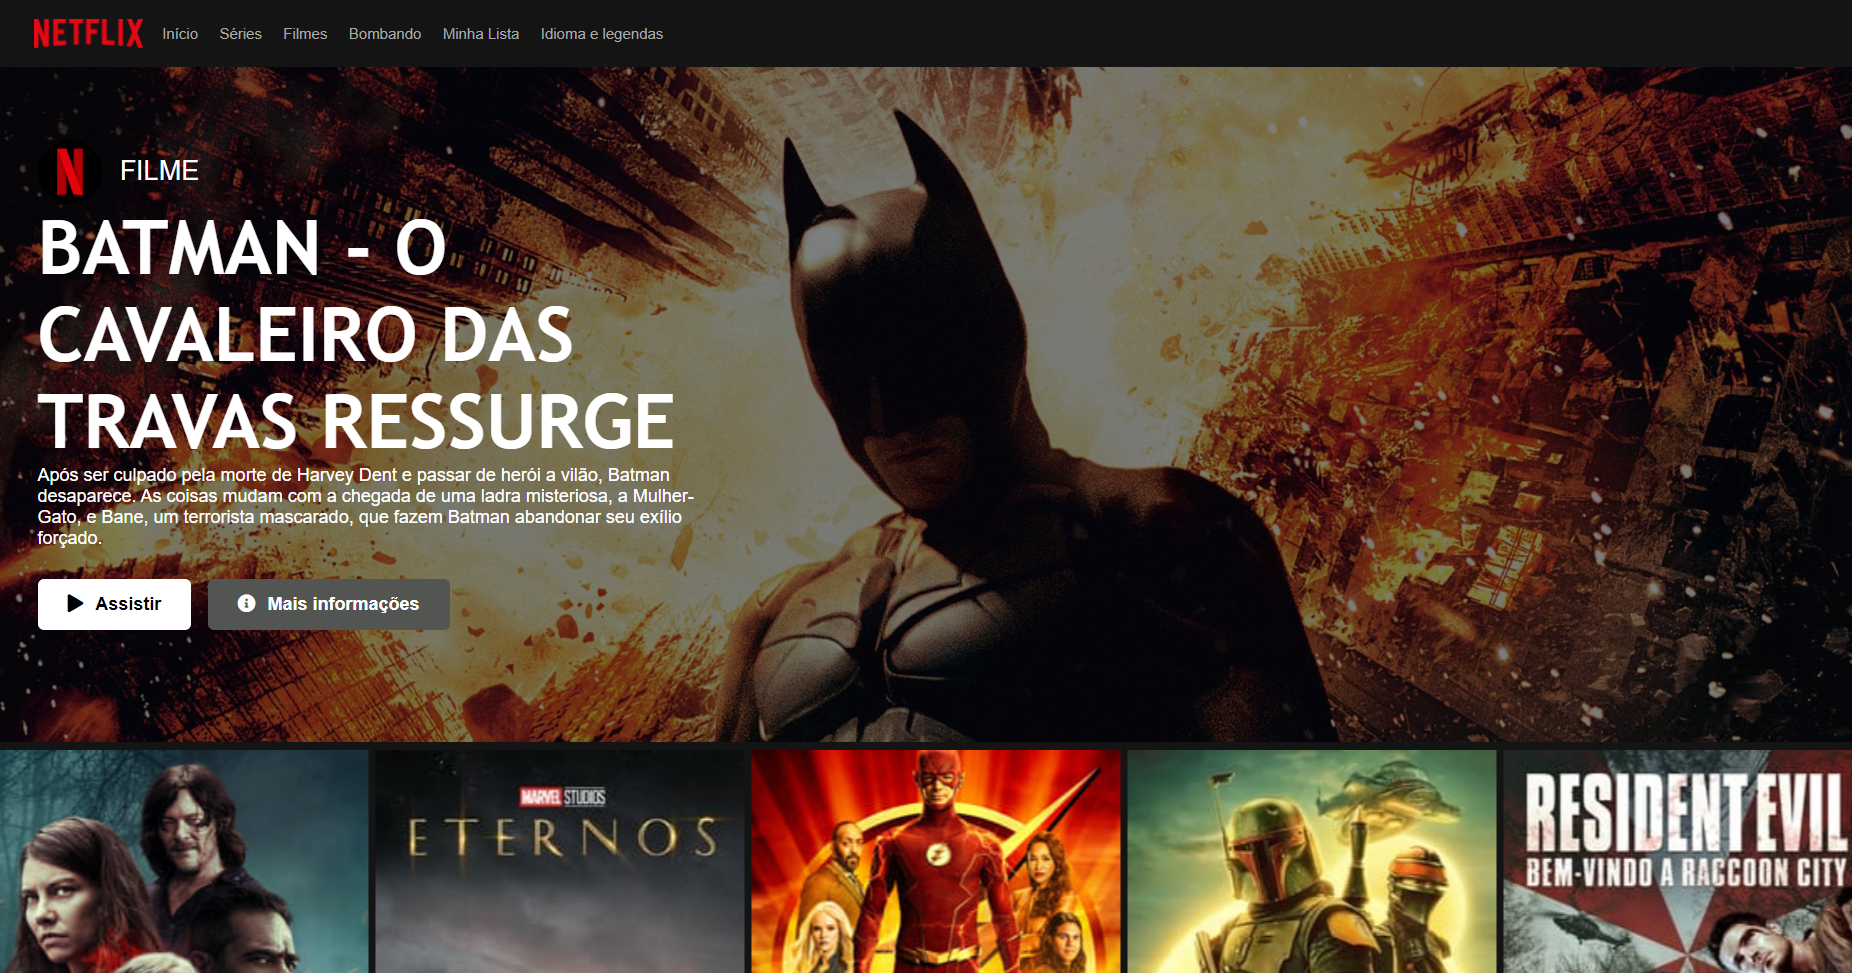 NETFLIX Início Séries Filmes Bombando Minha Lista Idioma e legendas
N FILME
BATMAN - O
CAVALEIRO DAS
TRAVAS RESSURGE
Após ser culpado pela morte de Harvey Dent e passar de herói a vilão, Batman
desaparece. As coisas mudam com a chegada de uma ladra misteriosa, a Mulher-
Gato, e Bane, um terrorista mascarado, que fazem Batman abandonar seu exílio
forçado.
Assistir Mais informações
MARVEL STUDIOS
ETERNOS
RESIDENT EVIL
BEM-VINDO A RACCOON CITY